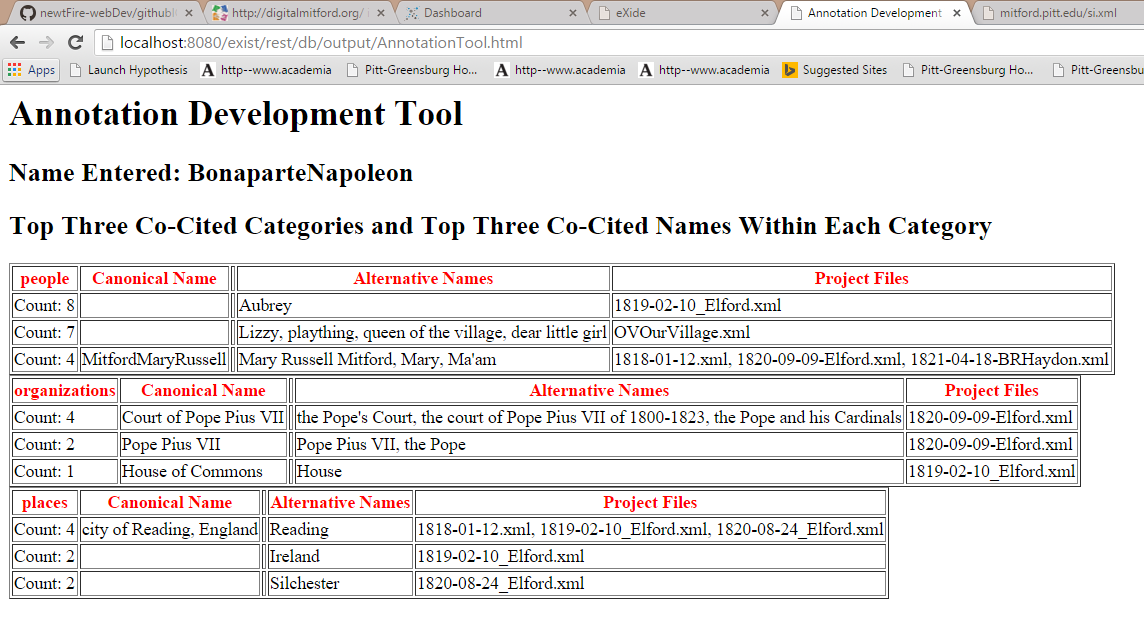 newtFire-webDev/githubI
http://digitalmitford.org/
Dashboard
eXide
Annotation Development
mitford.pitt.edu/si.xml
localhost:8080/exist/rest/db/output/AnnotationTool.html
Apps Launch Hypothesis A http--www.academia Pitt-Greensburg Ho... A http--www.academia A http--www.academia Suggested Sites Pitt-Greensburg Ho... Pitt-Greensbu
Annotation Development Tool
Name Entered: BonaparteNapoleon
Top Three Co-Cited Categories and Top Three Co-Cited Names Within Each Category
people Canonical Name Alternative Names Project Files
Count: 8 Aubrey 1819-02-10_Elford.xml
Count: 7 Lizzy, plaything, queen of the village, dear little girl OVOurVillage.xml
Count: 4 MitfordMaryRussell Mary Russell Mitford, Mary, Ma'am 1818-01-12.xml, 1820-09-09-Elford.xml, 1821-04-18-BRHaydon.xml
organizations Canonical Name Alternative Names Project Files
Count: 4 Court of Pope Pius VII the Pope's Court, the court of Pope Pius VII of 1800-1823, the Pope and his Cardinals 1820-09-09-Elford.xml
Count: 2 Pope Pius VII Pope Pius VII, the Pope 1820-09-09-Elford.xml
Count: 1 House of Commons House 1819-02-10_Elford.xml
places Canonical Name Alternative Names Project Files
Count: 4 city of Reading, England Reading 1818-01-12.xml, 1819-02-10_Elford.xml, 1820-08-24_Elford.xml
Count: 2 Ireland 1819-02-10_Elford.xml
Count: 2 Silchester 1820-08-24_Elford.xml